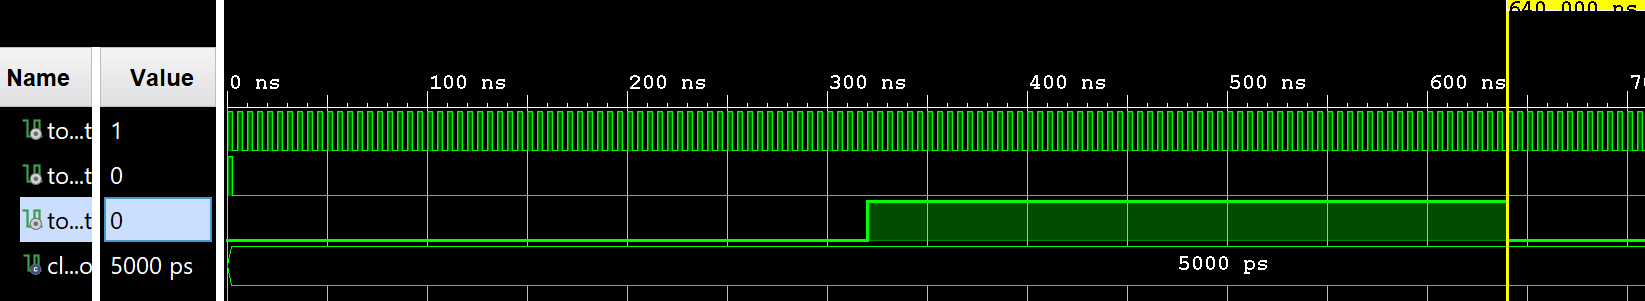 640.000 ns
Name Value
0 ns 100 ns 200 ns 300 ns 400 ns 500 ns 600 ns 70
to...t 1
to...t 0
to...t 0
cl...o 5000 ps 5000 ps